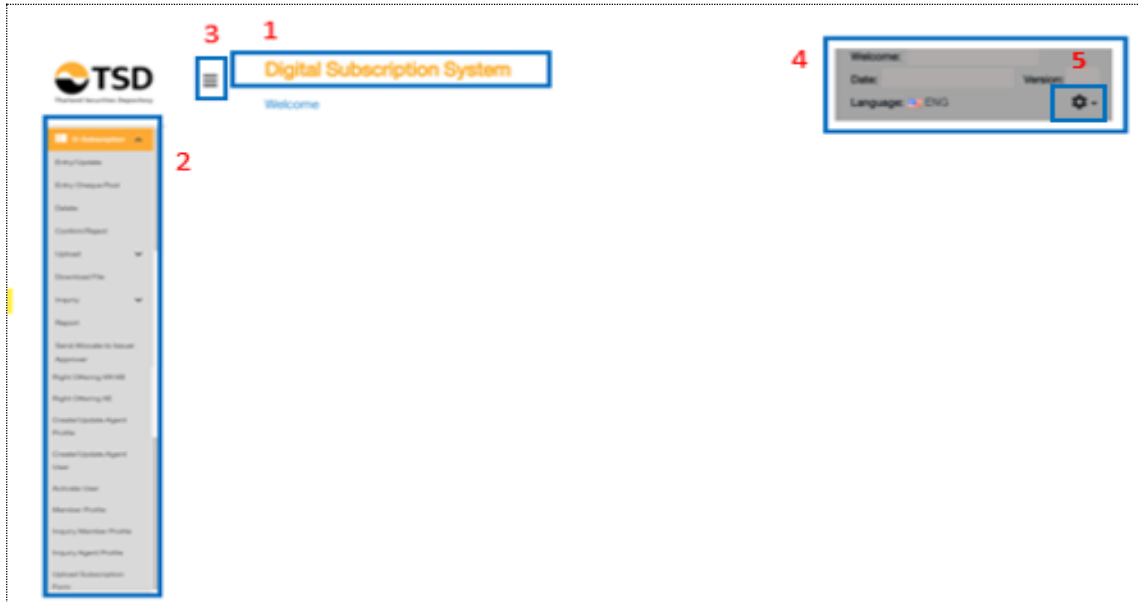 3
1
4
TSD
Thailand Securities Depository
Digital Subscription System
Welcome
Welcome:
5
Date:
Version:
Language: ENG
2
Entry/Update
Entry Cheque Pool
Delete
Confirm/Reject
Upload
Download File
Inquiry
Report
Send Allocate to Issuer
Approver
Right Offering
Right Offering
Create/Update Agent
Profile
Create/Update Agent
User
Activate User
Member Profile
Inquiry Member Profile
Inquiry Agent Profile
Upload Subscription
Form